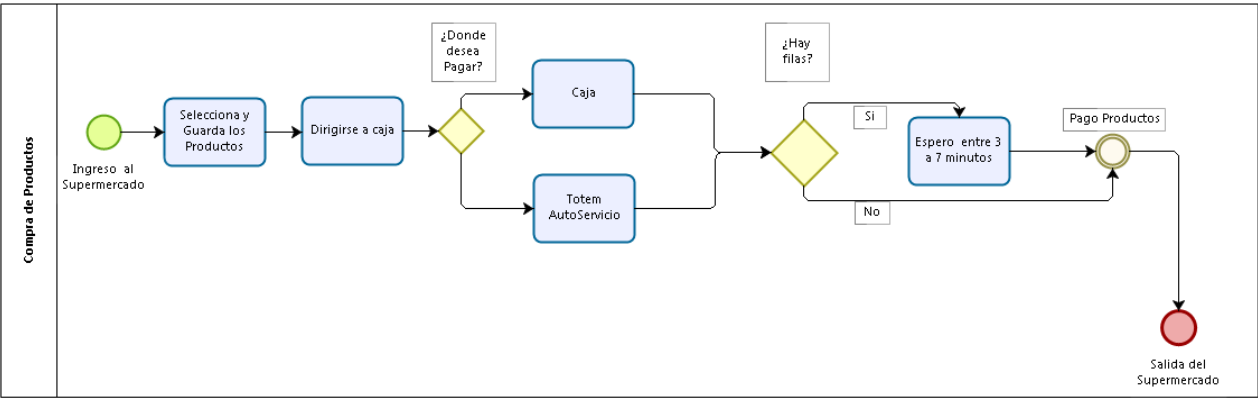 Compra de Productos
Ingreso al
Supermercado
Selecciona y
Guarda los
Productos
Dirigirse a caja
¿Donde
desea
Pagar?
Caja
Totem
AutoServicio
¿Hay
filas?
Si
No
Espero entre 3
a 7 minutos
Pago Productos
Salida del
Supermercado